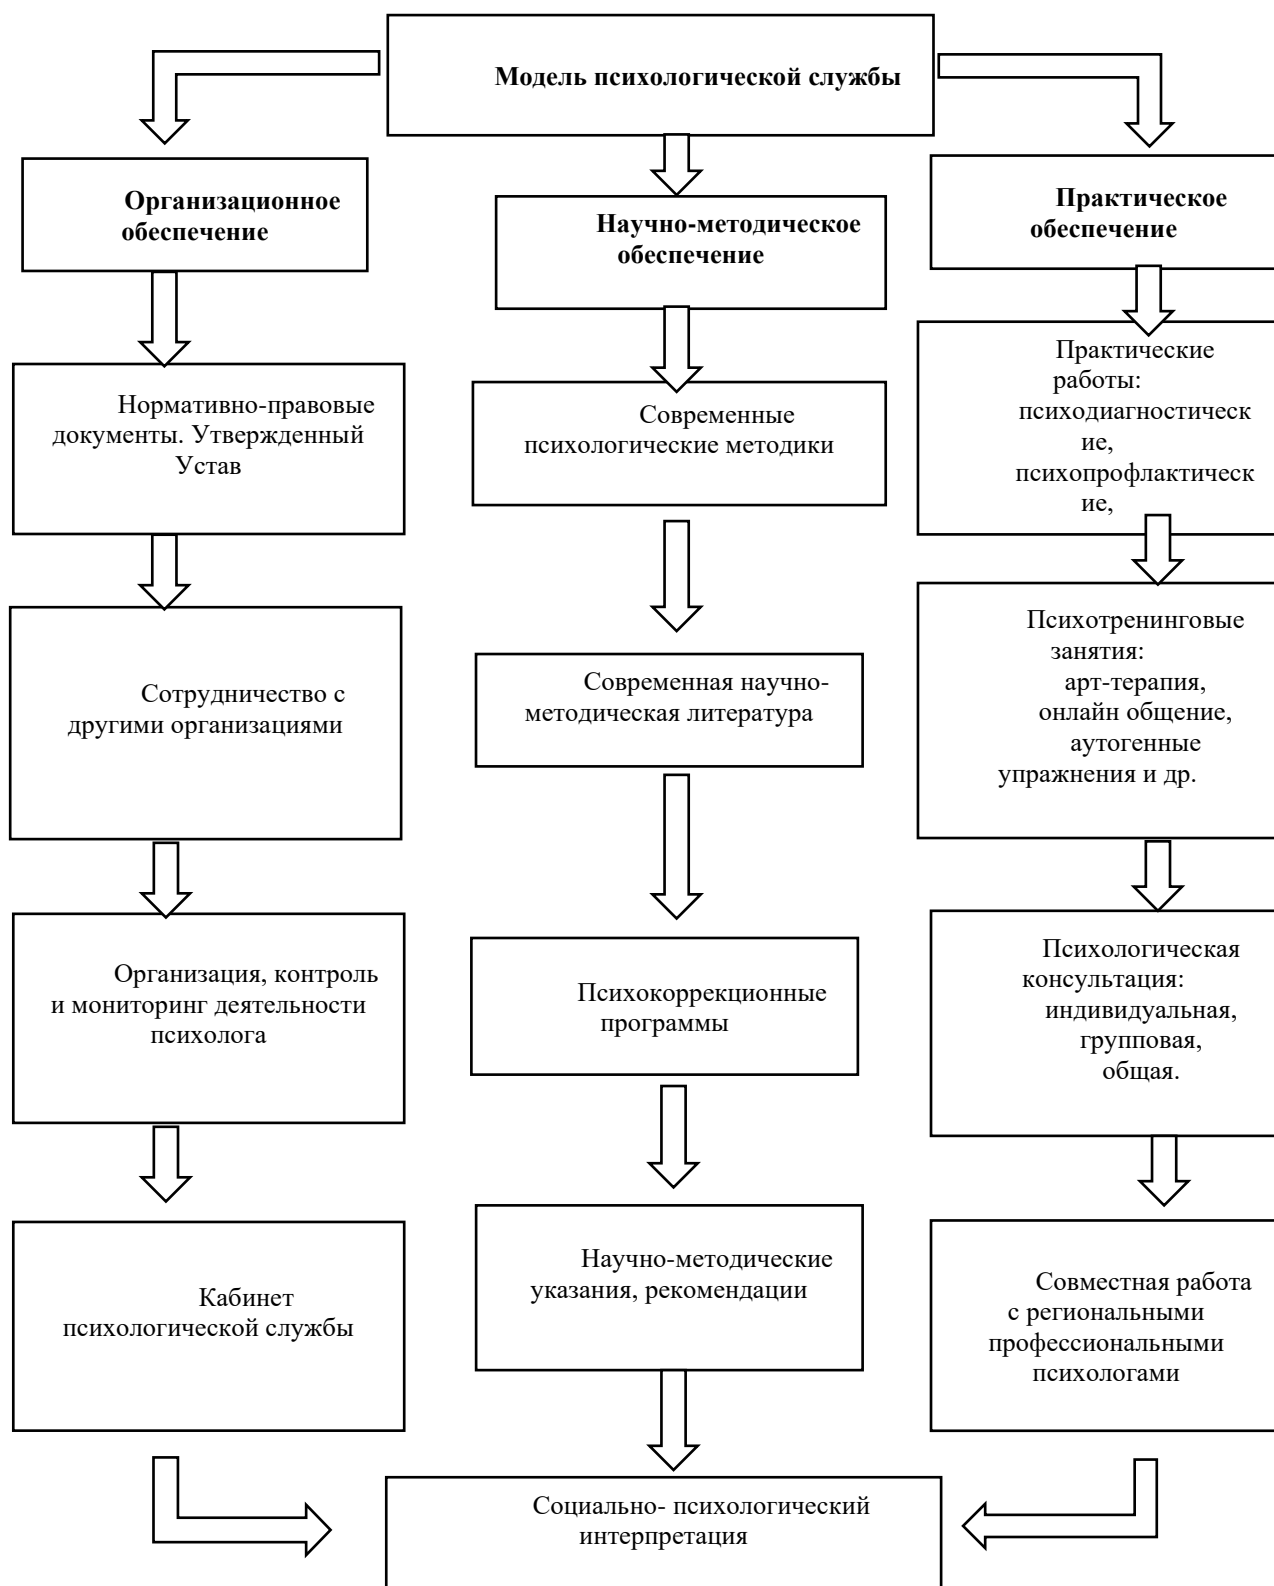 Модель психологической службы
Организационное
обеспечение
Научно-методическое
обеспечение
Практическое
обеспечение
Нормативно-правовые
документы. Утвержденный
Устав
Современные
психологические методики
Практические
работы:
психодиагностическ
ие,
психопрофлактическ
ие,
Сотрудничество с
другими организациями
Современная научно-
методическая литература
Психотренинговые
занятия:
арт-терапия,
онлайн общение,
аутогенные
упражнения и др.
Организация, контроль
и мониторинг деятельности
психолога
Психокоррекционные
программы
Психологическая
консультация:
индивидуальная,
групповая,
общая.
Кабинет
психологической службы
Научно-методические
указания, рекомендации
Совместная работа
с региональными
профессиональными
психологами
Социально- психологический
интерпретация